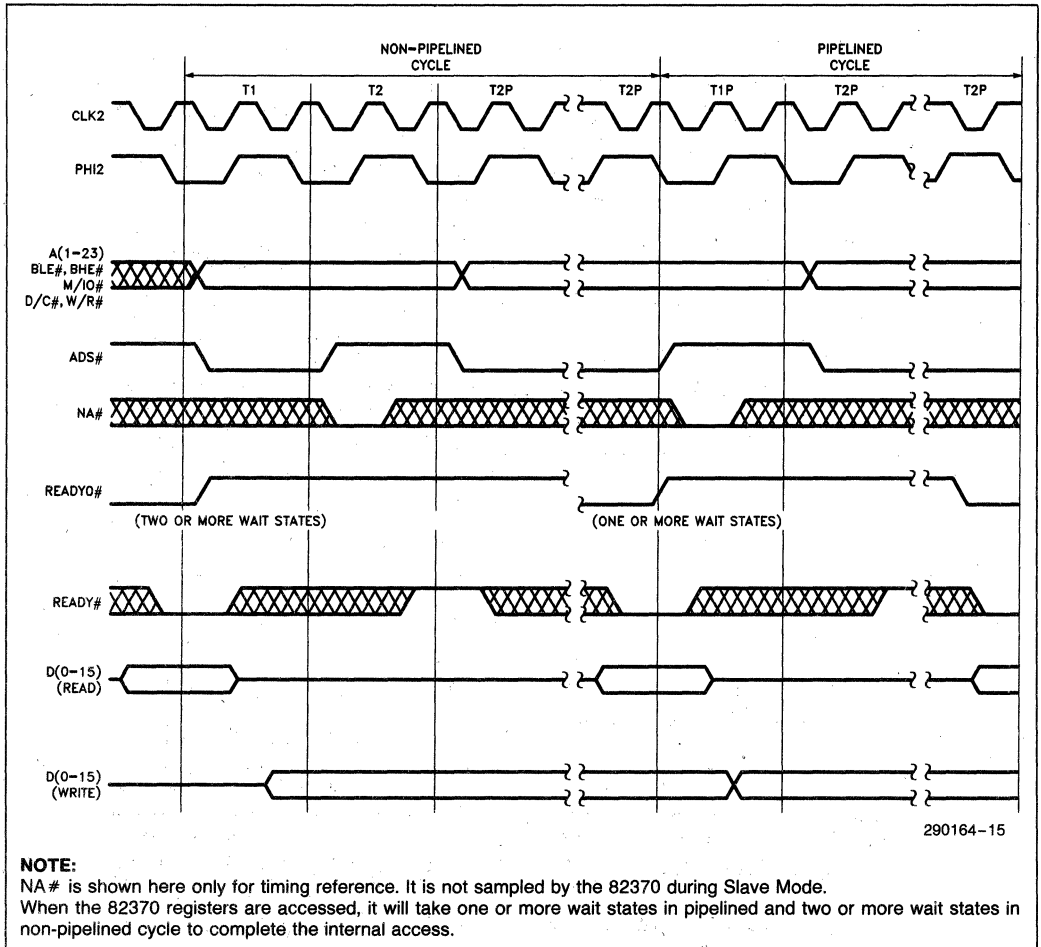 NON-PIPELINED
CYCLE
PIPELINED
CYCLE
T1
T2
T2P
T2P
T1P
T2P
T2P
CLK2
PHI2
A(1-23)
BLE#, BHE#
M/IO#
D/C#, W/R#
ADS#
NA#
READYO#
(TWO OR MORE WAIT STATES)
(ONE OR MORE WAIT STATES)
READY#
D(0-15)
(READ)
D(0-15)
(WRITE)
290164-15
NOTE:
NA# is shown here only for timing reference. It is not sampled by the 82370 during Slave Mode.
When the 82370 registers are accessed, it will take one or more wait states in pipelined and two or more wait states in
non-pipelined cycle to complete the internal access.